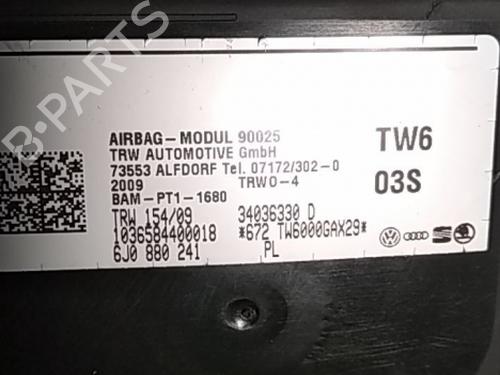 AIRBAG-MODUL 90025
TRW AUTOMOTIVE GmbH
73553 ALFDORF Tel. 07172/302-0
2009 TRWO-4
BAM-PT1-1680
TRW 154/09 34036330 D
1036584400018 *672 TW6000GAX29*
6J0 880 241 PL
TW6
03S
B-PARTS